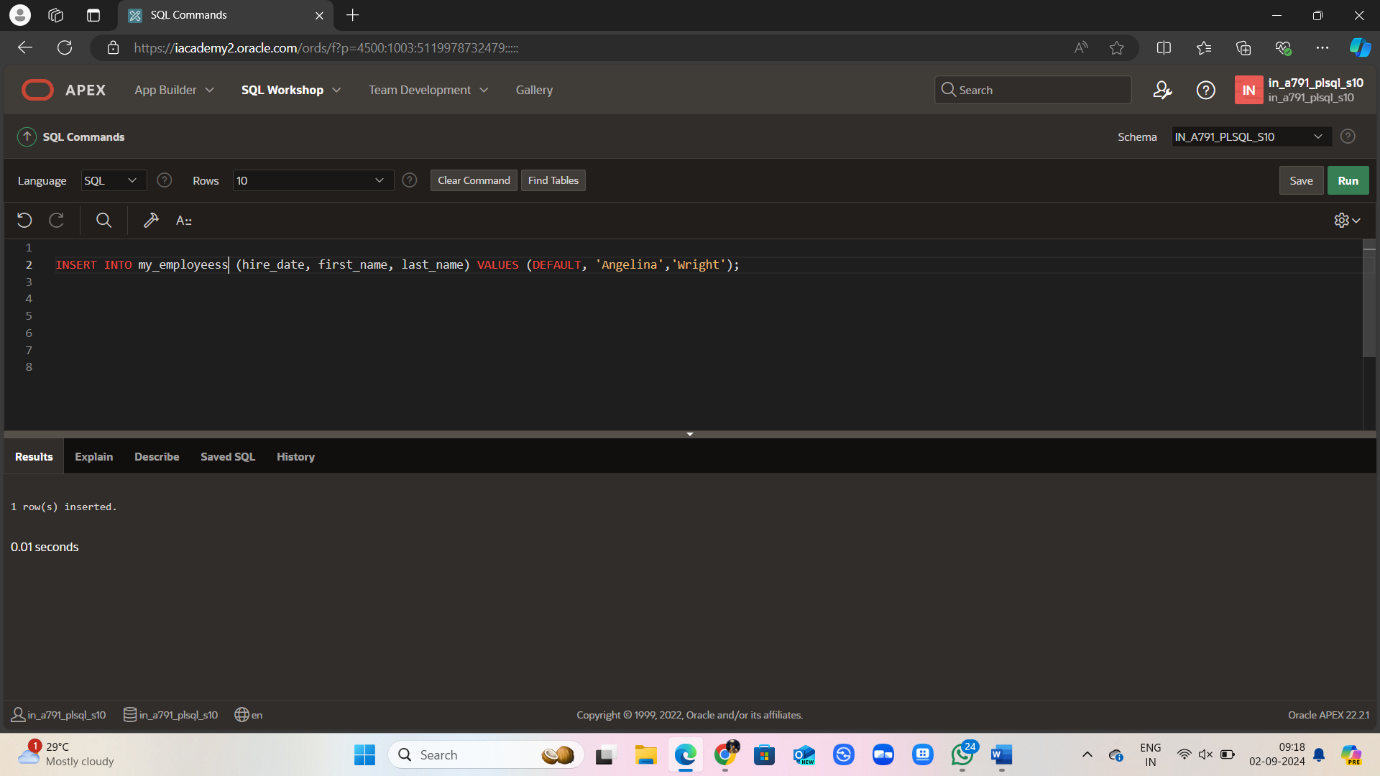 SQL Commands
https://iacademy2.oracle.com/ords/f?p=4500:1003:5119978732479:::::
APEX App Builder SQL Workshop Team Development Gallery Search IN in_a791_plsql_s10
in_a791_plsql_s10
SQL Commands Schema IN_A791_PLSQL_S10
Language SQL Rows 10 Clear Command Find Tables Save Run
A::
1
2 INSERT INTO my_employeess (hire_date, first_name, last_name) VALUES (DEFAULT, 'Angelina','Wright');
3
4
5
6
7
8
Results Explain Describe Saved SQL History
1 row(s) inserted.
0.01 seconds
in_a791_plsql_s10 in_a791_plsql_s10 en Copyright © 1999, 2022, Oracle and/or its affiliates. Oracle APEX 22.2.1
1 29°C
Mostly cloudy
Search
NEW
24
W
ENG
IN
09:18
02-09-2024
PRE